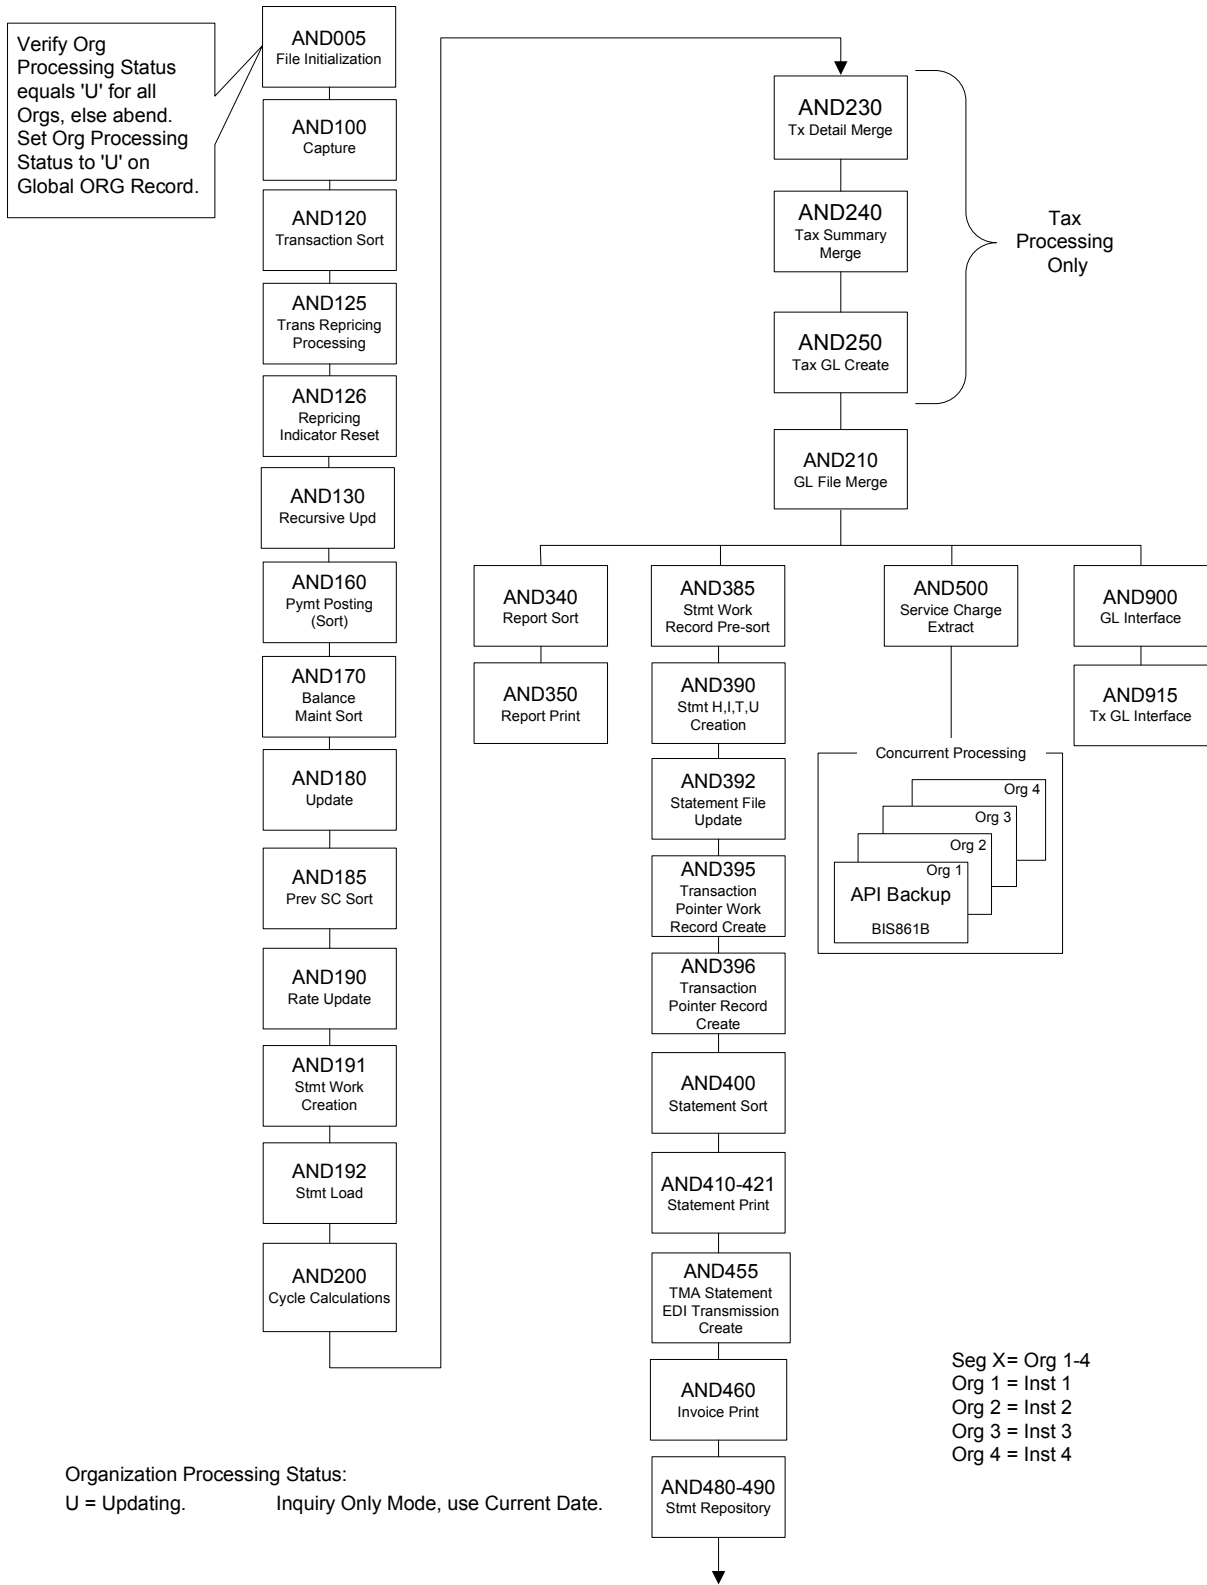 Verify Org
Processing Status
equals 'U' for all
Orgs, else abend.
Set Org Processing
Status to 'U' on
Global ORG Record.
AND005
File Initialization
AND100
Capture
AND120
Transaction Sort
AND125
Trans Repricing
Processing
AND126
Repricing
Indicator Reset
AND130
Recursive Upd
AND160
Pymt Posting
(Sort)
AND170
Balance
Maint Sort
AND180
Update
AND185
Prev SC Sort
AND190
Rate Update
AND191
Stmt Work
Creation
AND192
Stmt Load
AND200
Cycle Calculations
AND230
Tx Detail Merge
AND240
Tax Summary
Merge
AND250
Tax GL Create
Tax
Processing
Only
AND210
GL File Merge
AND340
Report Sort
AND350
Report Print
AND385
Stmt Work
Record Pre-sort
AND390
Stmt H,I,T,U
Creation
AND392
Statement File
Update
AND395
Transaction
Pointer Work
Record Create
AND396
Transaction
Pointer Record
Create
AND400
Statement Sort
AND410-421
Statement Print
AND455
TMA Statement
EDI Transmission
Create
AND460
Invoice Print
AND480-490
Stmt Repository
AND500
Service Charge
Extract
Concurrent Processing
Org 4
Org 3
Org 2
Org 1
API Backup
BIS861B
AND900
GL Interface
AND915
Tx GL Interface
Seg X= Org 1-4
Org 1 = Inst 1
Org 2 = Inst 2
Org 3 = Inst 3
Org 4 = Inst 4
Organization Processing Status:
U = Updating. Inquiry Only Mode, use Current Date.